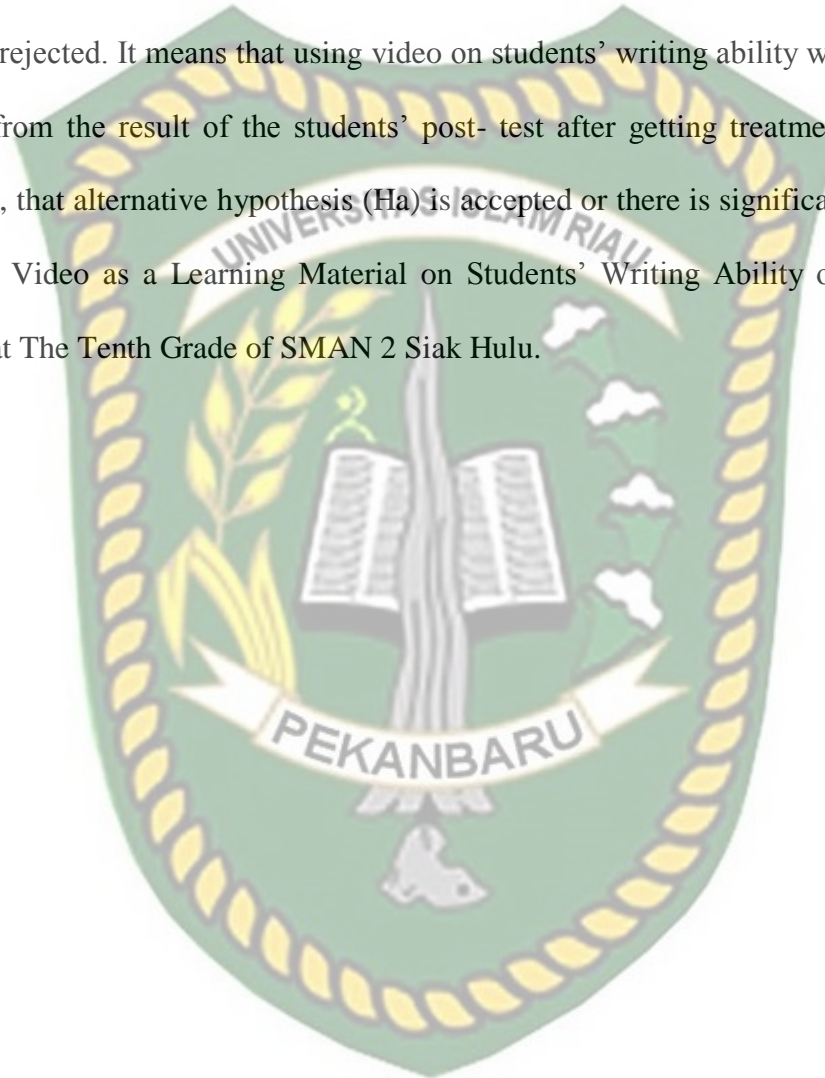 rejected. It means that using video on students’ writing ability w
from the result of the students’ post- test after getting treatme
, that alternative hypothesis (Ha) is accepted or there is significa
Video as a Learning Material on Students’ Writing Ability o
at The Tenth Grade of SMAN 2 Siak Hulu.
UNIVERSITAS ISLAM RIAU
PEKANBARU